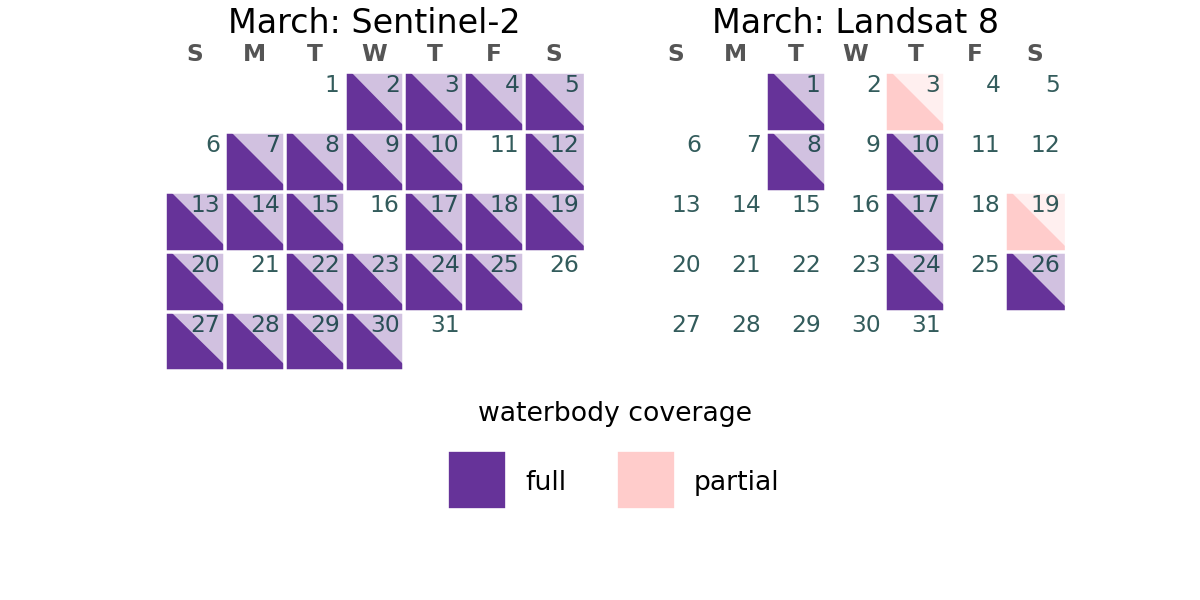 March: Sentinel-2
S M T W T F S
1 2 3 4 5
6 7 8 9 10 11 12
13 14 15 16 17 18 19
20 21 22 23 24 25 26
27 28 29 30 31
March: Landsat 8
S M T W T F S
1 2 3 4 5
6 7 8 9 10 11 12
13 14 15 16 17 18 19
20 21 22 23 24 25 26
27 28 29 30 31
waterbody coverage
full partial